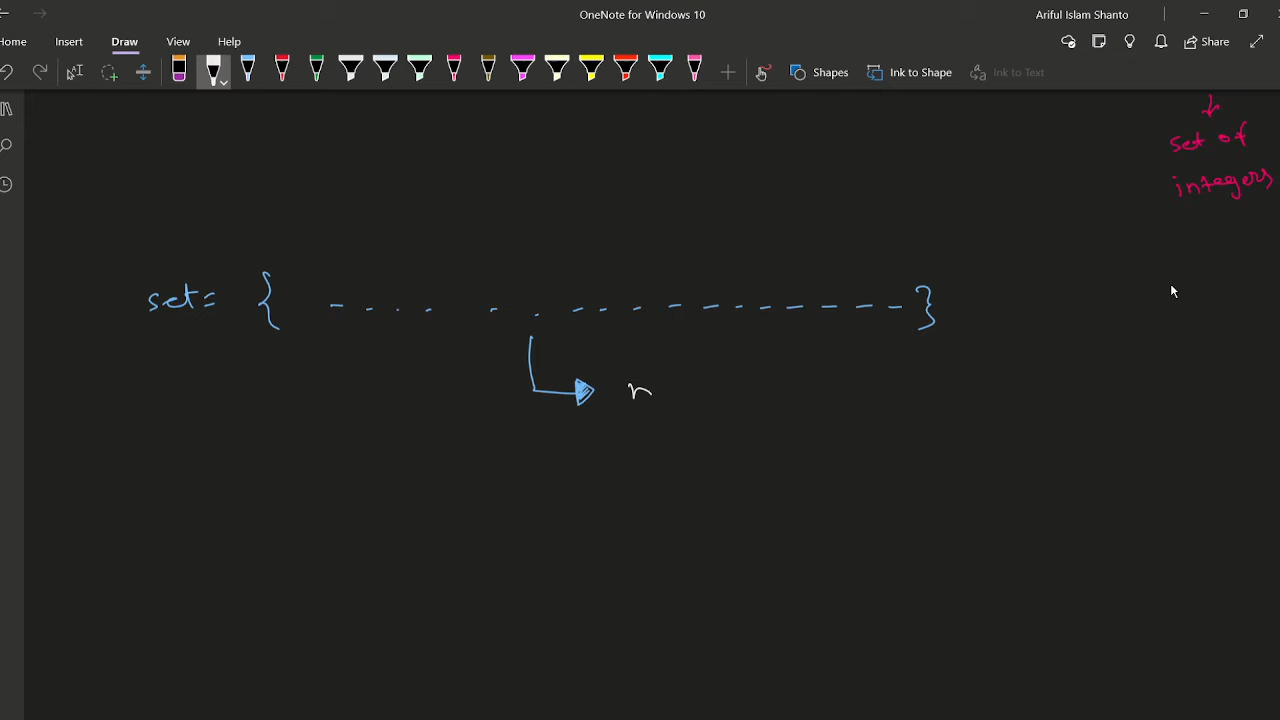 OneNote for Windows 10
Ariful Islam Shanto
Home Insert Draw View Help
Share
Shapes
Ink to Shape
Ink to Text
set of
integers
set = { - . . . . . - - - - - - - - - - - }
n